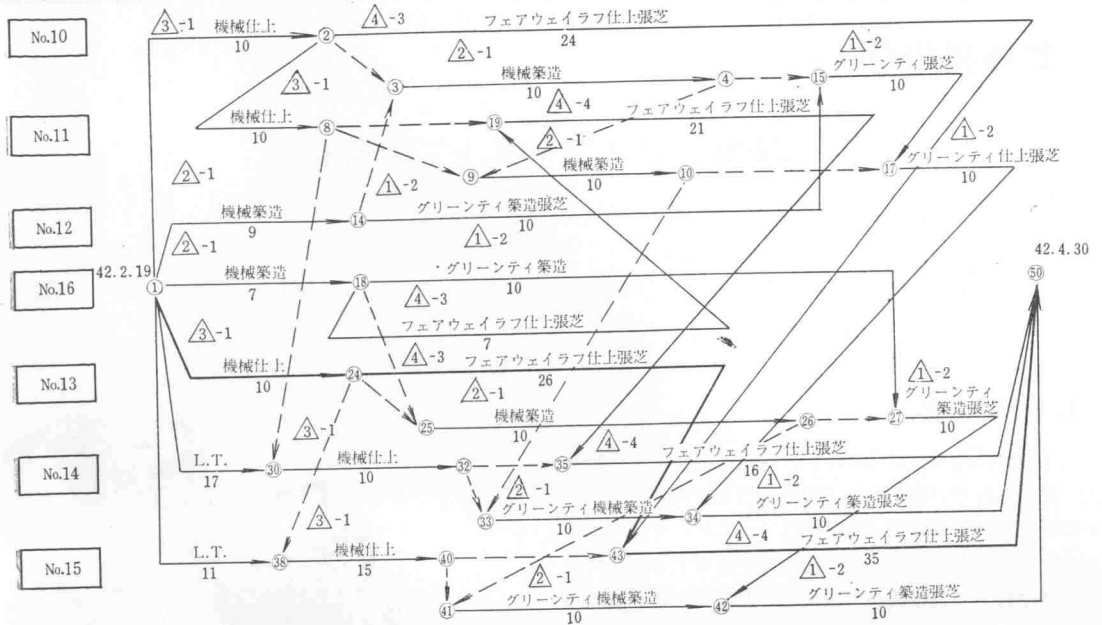 No.10
△3-1
機械仕上
10
②
△4-3
フェアウェイラフ仕上張芝
24
△2-1
△3-1
③
機械築造
10
④
△1-2
⑮
グリーンティ張芝
10
No.11
機械仕上
10
⑧
⑲
△4-4
フェアウェイラフ仕上張芝
21
△2-1
⑨
機械築造
10
⑩
△1-2
⑰
グリーンティ仕上張芝
10
No.12
△2-1
機械築造
9
⑭
△1-2
グリーンティ築造張芝
10
No.16
42.2.19
①
△2-1
機械築造
7
⑱
△1-2
グリーンティ築造
10
△4-3
フェアウェイラフ仕上張芝
7
42.4.30
㊿
No.13
△3-1
機械仕上
10
㉔
△4-3
フェアウェイラフ仕上張芝
26
△2-1
㉕
機械築造
10
㉖
㉗
△1-2
グリーンティ
築造張芝
10
No.14
L.T.
17
㉚
△3-1
機械仕上
10
㉜
㉟
△4-4
フェアウェイラフ仕上張芝
16
△2-1
㉝
グリーンティ機械築造
10
㉞
△1-2
グリーンティ築造張芝
10
No.15
L.T.
11
㊳
△3-1
機械仕上
15
㊵
㊸
△4-4
フェアウェイラフ仕上張芝
35
△2-1
㊶
グリーンティ機械築造
10
㊷
△1-2
グリーンティ築造張芝
10